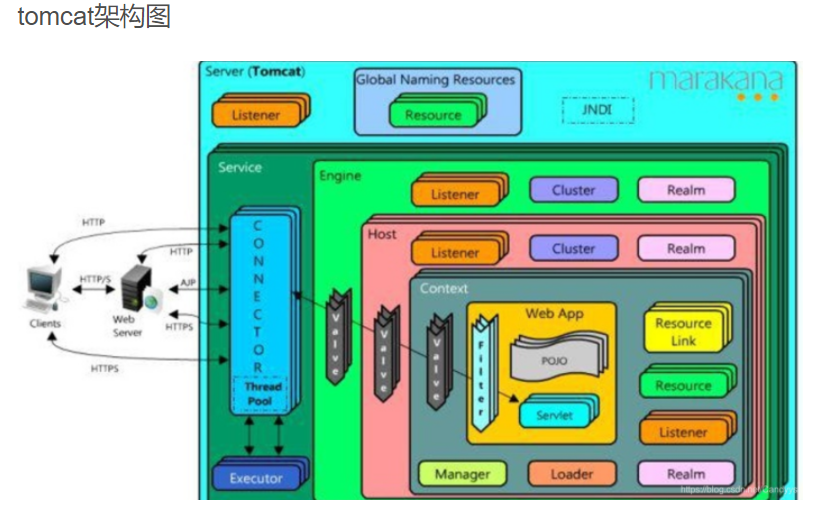 tomcat架构图
Server (Tomcat)
Global Naming Resources
marakana
Listener
Resource
JNDI
Service
Engine
Listener
Cluster
Realm
Host
Listener
Cluster
Realm
Context
CONNECTOR
Thread
Pool
Executor
HTTP
HTTP
HTTP/S
AJP
HTTPS
HTTPS
Clients
Web
Server
Valve
Valve
Valve
Filter
Web App
POJO
Servlet
Resource
Link
Resource
Listener
Manager
Loader
Realm